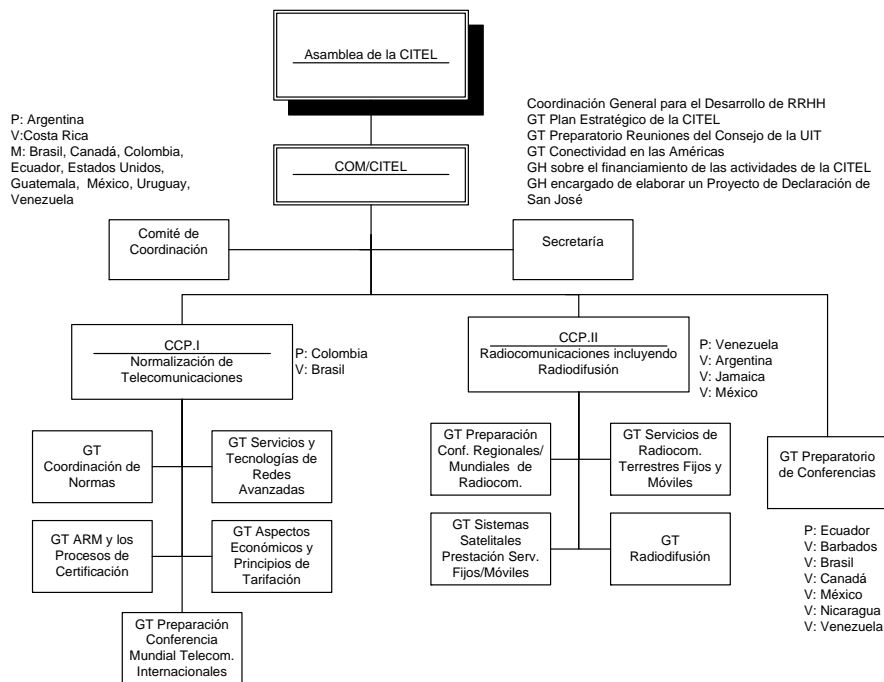 Asamblea de la CITEL
P: Argentina
V:Costa Rica
M: Brasil, Canadá, Colombia,
Ecuador, Estados Unidos,
Guatemala, México, Uruguay,
Venezuela
COM/CITEL
Coordinación General para el Desarrollo de RRHH
GT Plan Estratégico de la CITEL
GT Preparatorio Reuniones del Consejo de la UIT
GT Conectividad en las Américas
GH sobre el financiamiento de las actividades de la CITEL
GH encargado de elaborar un Proyecto de Declaración de
San José
Comité de
Coordinación
Secretaría
CCP.I
Normalización de
Telecomunicaciones
P: Colombia
V: Brasil
CCP.II
Radiocomunicaciones incluyendo
Radiodifusión
P: Venezuela
V: Argentina
V: Jamaica
V: México
GT
Coordinación de
Normas
GT Servicios y
Tecnologías de
Redes
Avanzadas
GT ARM y los
Procesos de
Certificación
GT Aspectos
Económicos y
Principios de
Tarifación
GT Preparación
Conferencia
Mundial Telecom.
Internacionales
GT Preparación
Conf. Regionales/
Mundiales de
Radiocom.
GT Servicios de
Radiocom.
Terrestres Fijos y
Móviles
GT Sistemas
Satelitales
Prestación Serv.
Fijos/Móviles
GT
Radiodifusión
GT Preparatorio
de Conferencias
P: Ecuador
V: Barbados
V: Brasil
V: Canadá
V: México
V: Nicaragua
V: Venezuela